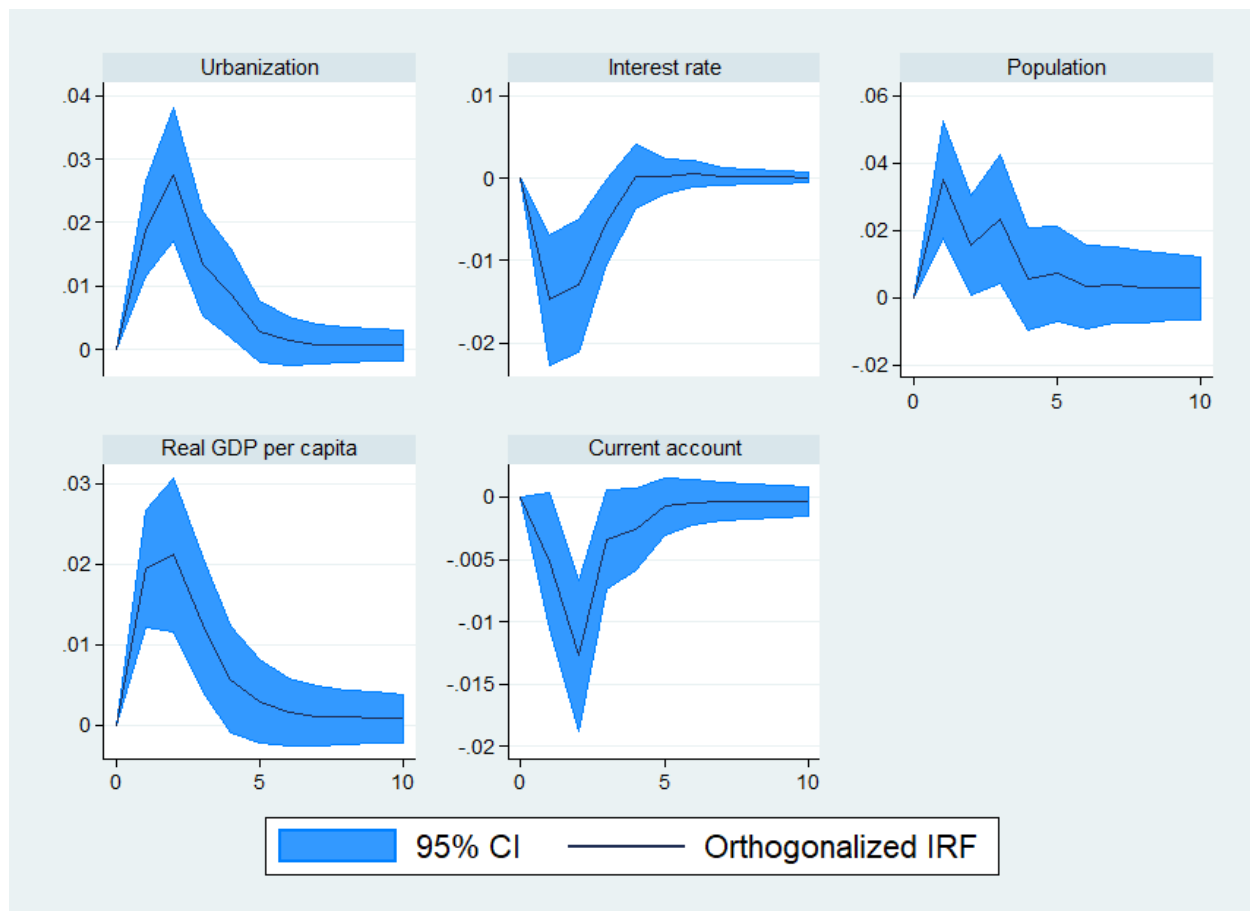 Urbanization
.04
.03
.02
.01
0
Interest rate
.01
0
-.01
-.02
Population
.06
.04
.02
0
-.02
0 5 10
Real GDP per capita
.03
.02
.01
0
0 5 10
Current account
0
-.005
-.01
-.015
-.02
0 5 10
95% CI
Orthogonalized IRF